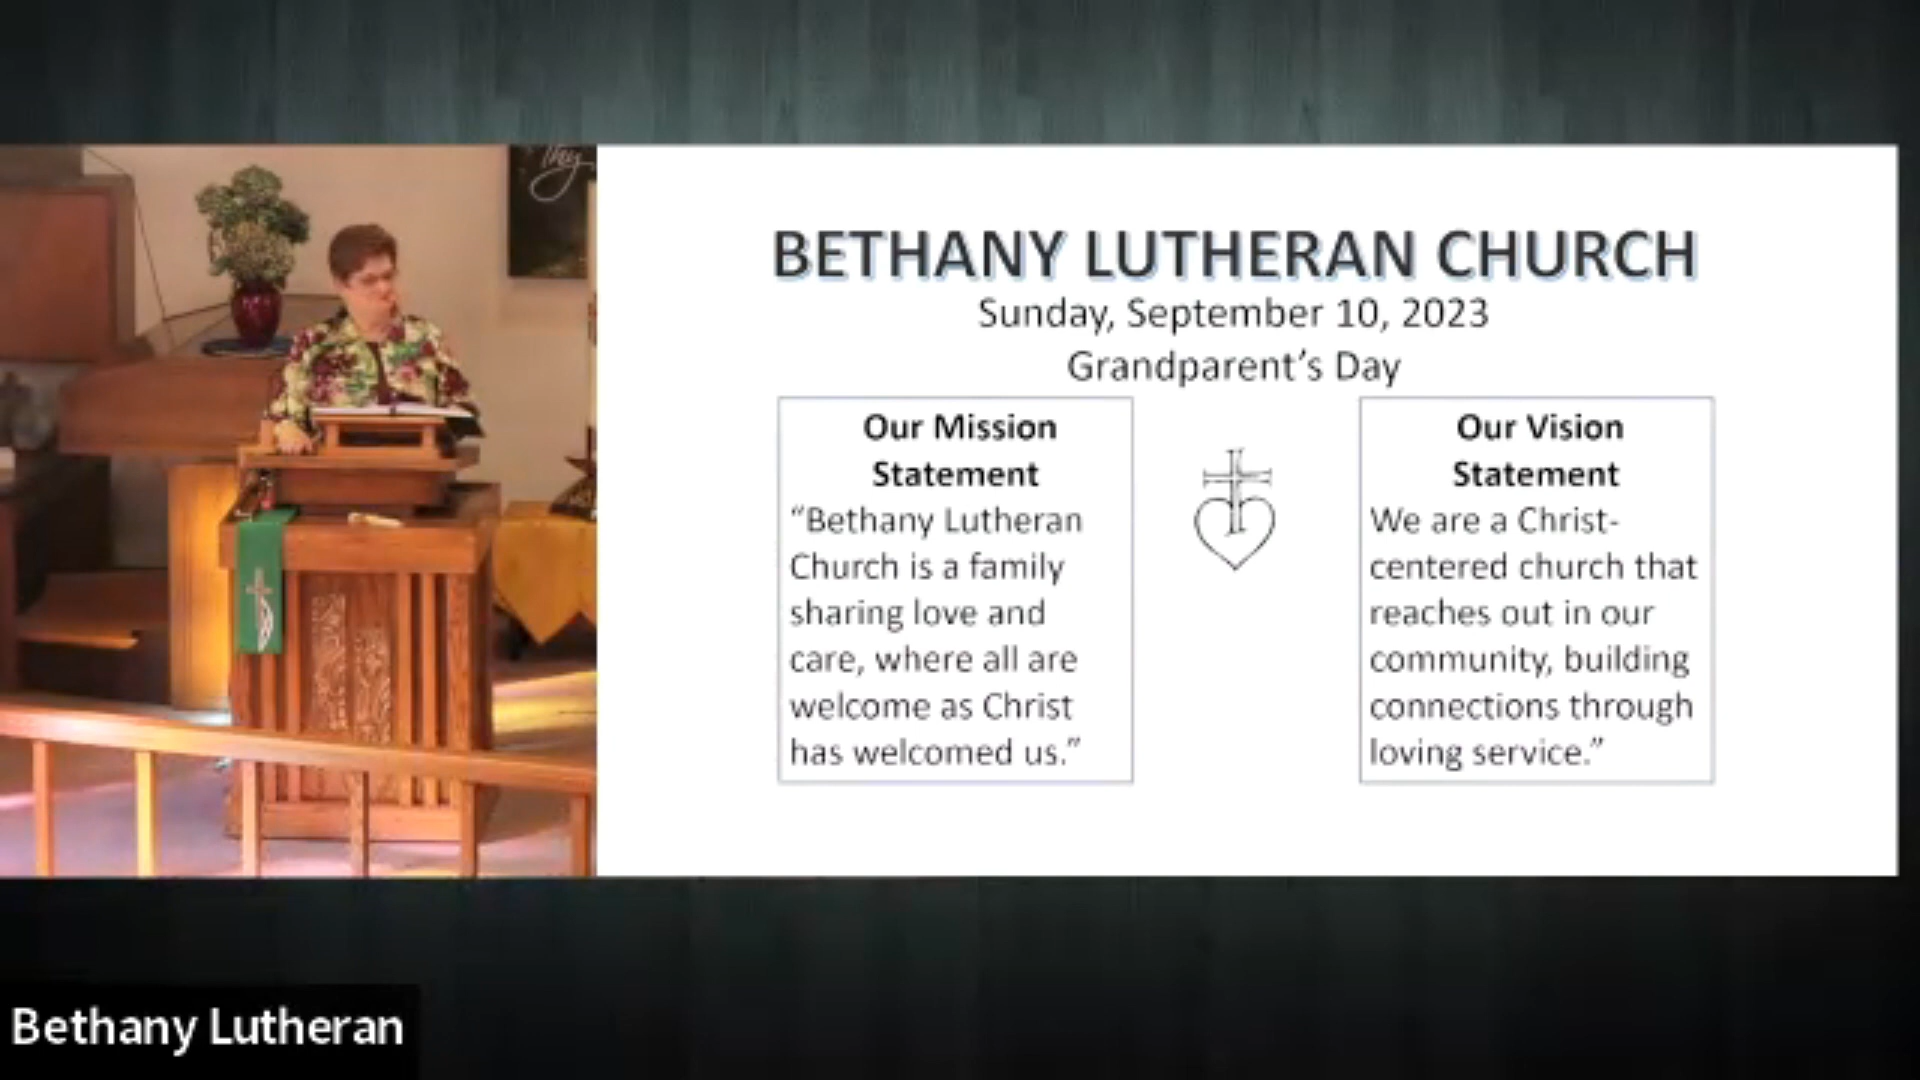 Thy
BETHANY LUTHERAN CHURCH
Sunday, September 10, 2023
Grandparent’s Day
Our Mission
Statement
“Bethany Lutheran
Church is a family
sharing love and
care, where all are
welcome as Christ
has welcomed us.”
Our Vision
Statement
We are a Christ-
centered church that
reaches out in our
community, building
connections through
loving service.”
Bethany Lutheran